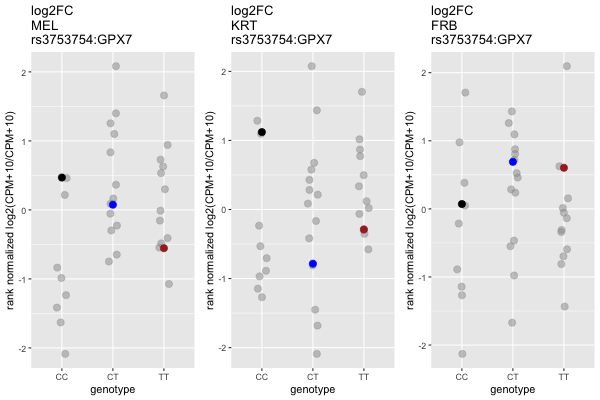 log2FC
MEL
rs3753754:GPX7
rank normalized log2(CPM+10/CPM+10)
2
1
0
-1
-2
CC
CT
TT
genotype
log2FC
KRT
rs3753754:GPX7
rank normalized log2(CPM+10/CPM+10)
2
1
0
-1
-2
CC
CT
TT
genotype
log2FC
FRB
rs3753754:GPX7
rank normalized log2(CPM+10/CPM+10)
2
1
0
-1
-2
CC
CT
TT
genotype